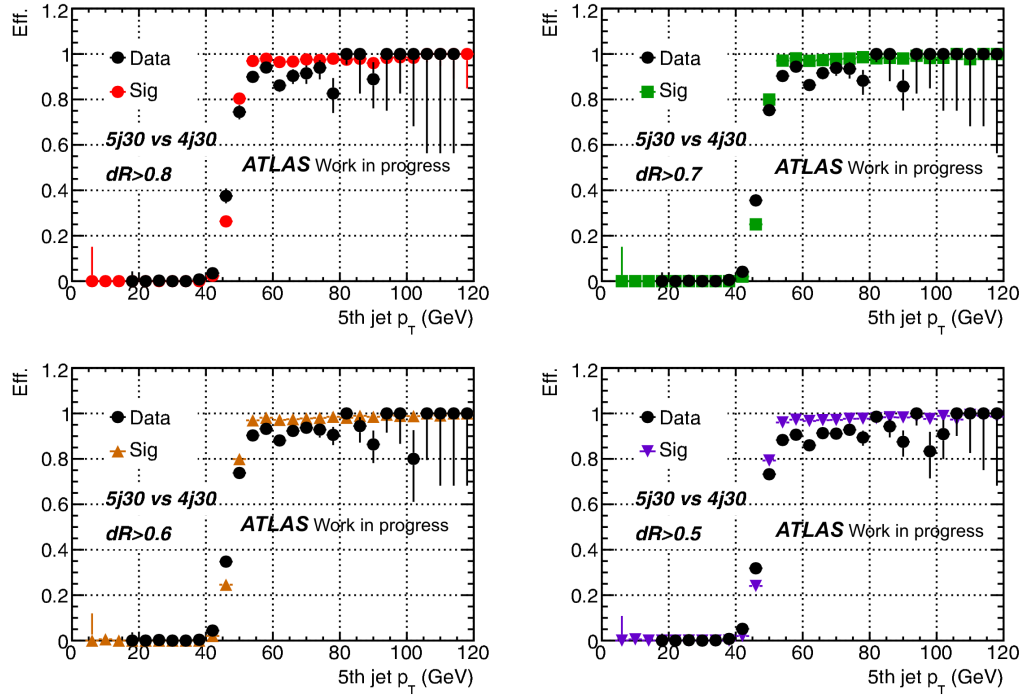 Eff.
1.2
1
0.8
0.6
0.4
0.2
0
Data
Sig
5j30 vs 4j30
dR>0.8
ATLAS Work in progress
0 20 40 60 80 100 120
5th jet pT (GeV)
Eff.
1.2
1
0.8
0.6
0.4
0.2
0
Data
Sig
5j30 vs 4j30
dR>0.7
ATLAS Work in progress
0 20 40 60 80 100 120
5th jet pT (GeV)
Eff.
1.2
1
0.8
0.6
0.4
0.2
0
Data
Sig
5j30 vs 4j30
dR>0.6
ATLAS Work in progress
0 20 40 60 80 100 120
5th jet pT (GeV)
Eff.
1.2
1
0.8
0.6
0.4
0.2
0
Data
Sig
5j30 vs 4j30
dR>0.5
ATLAS Work in progress
0 20 40 60 80 100 120
5th jet pT (GeV)